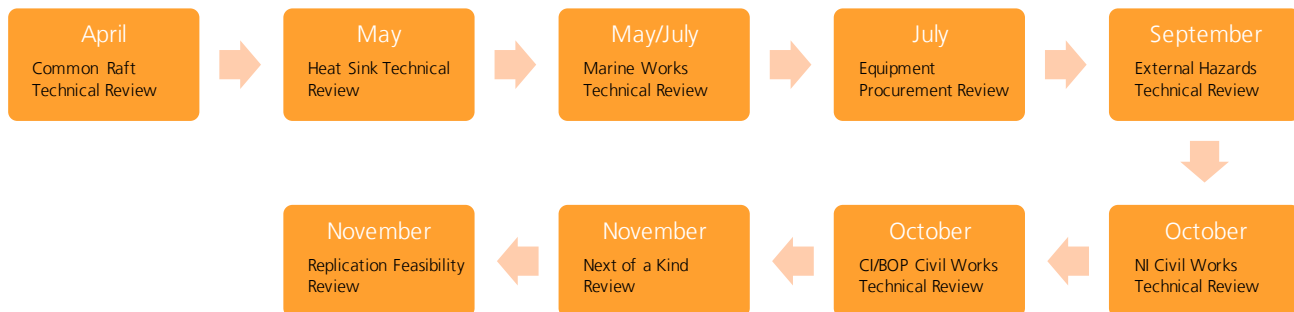 April
Common Raft
Technical Review
May
Heat Sink Technical
Review
May/July
Marine Works
Technical Review
July
Equipment
Procurement Review
September
External Hazards
Technical Review
October
NI Civil Works
Technical Review
October
CI/BOP Civil Works
Technical Review
November
Next of a Kind
Review
November
Replication Feasibility
Review